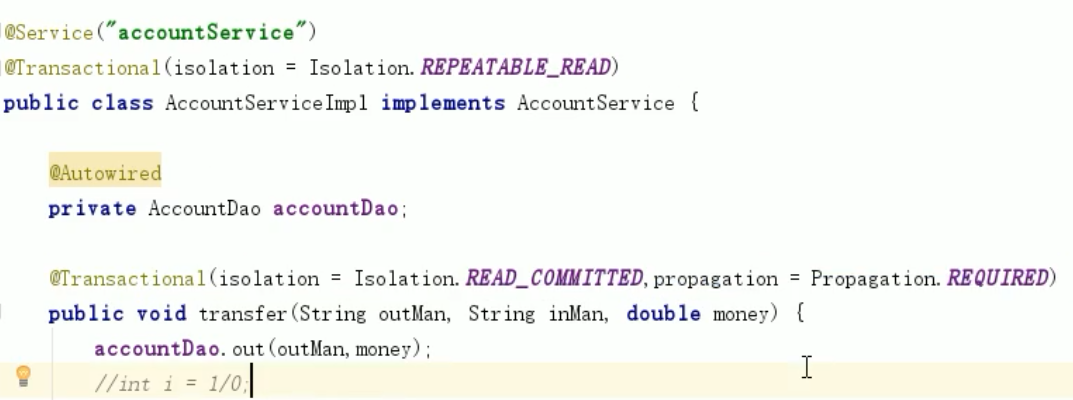 @Service("accountService")
@Transactional(isolation = Isolation.REPEATABLE_READ)
public class AccountServiceImpl implements AccountService {
@Autowired
private AccountDao accountDao;
@Transactional(isolation = Isolation.READ_COMMITTED,propagation = Propagation.REQUIRED)
public void transfer(String outMan, String inMan, double money) {
accountDao.out(outMan,money);
//int i = 1/0;